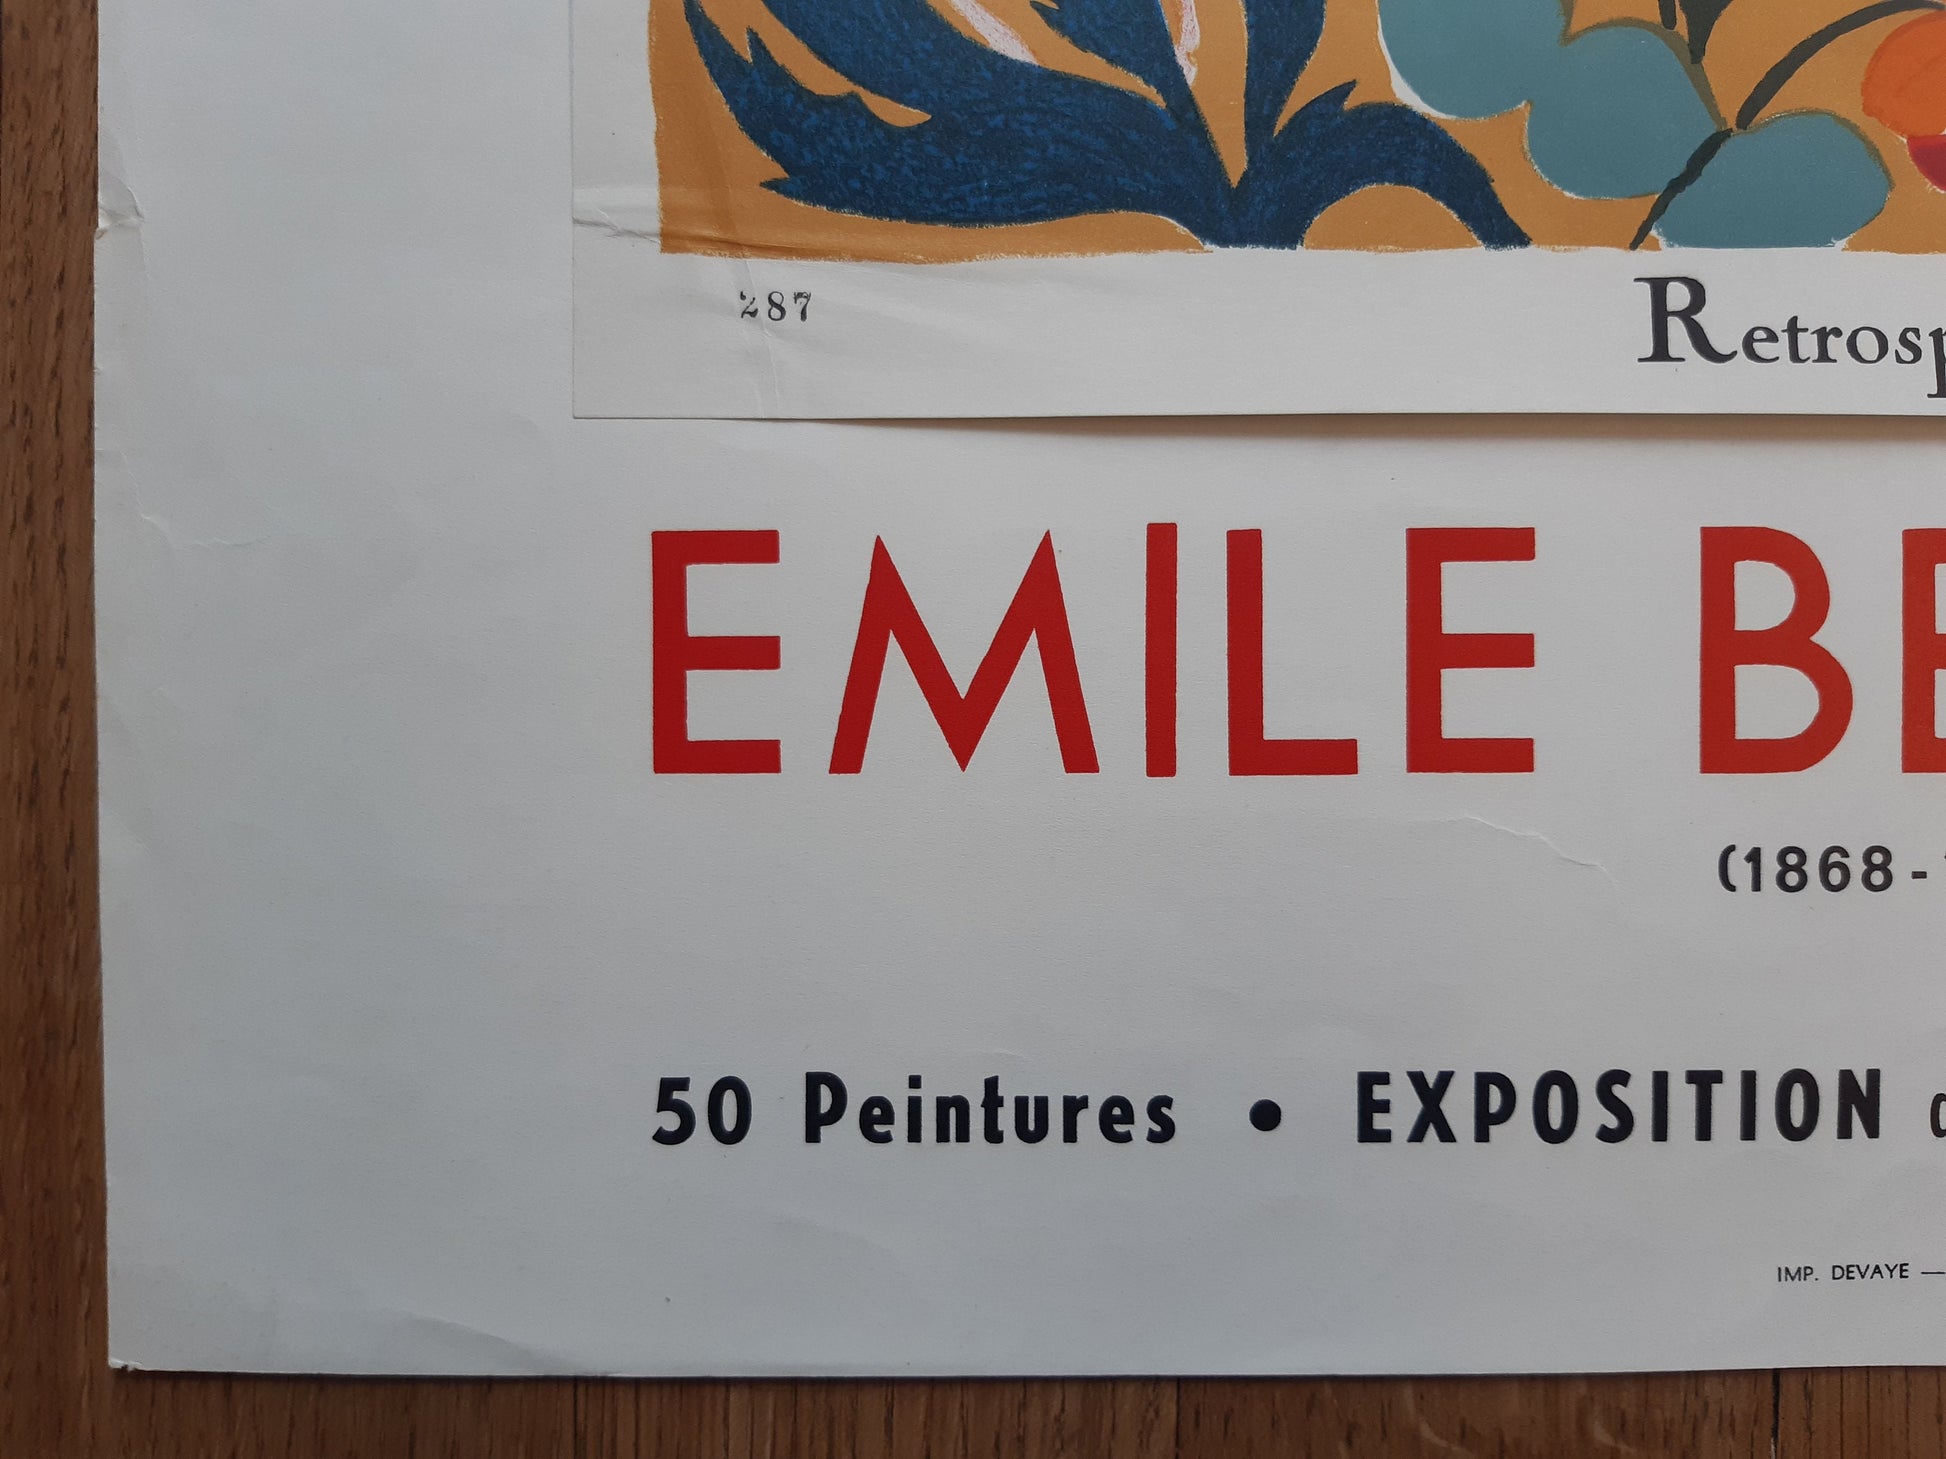 287
Retrosp
EMILE BE
(1868-
50 Peintures • EXPOSITION
IMP. DEVAYE —